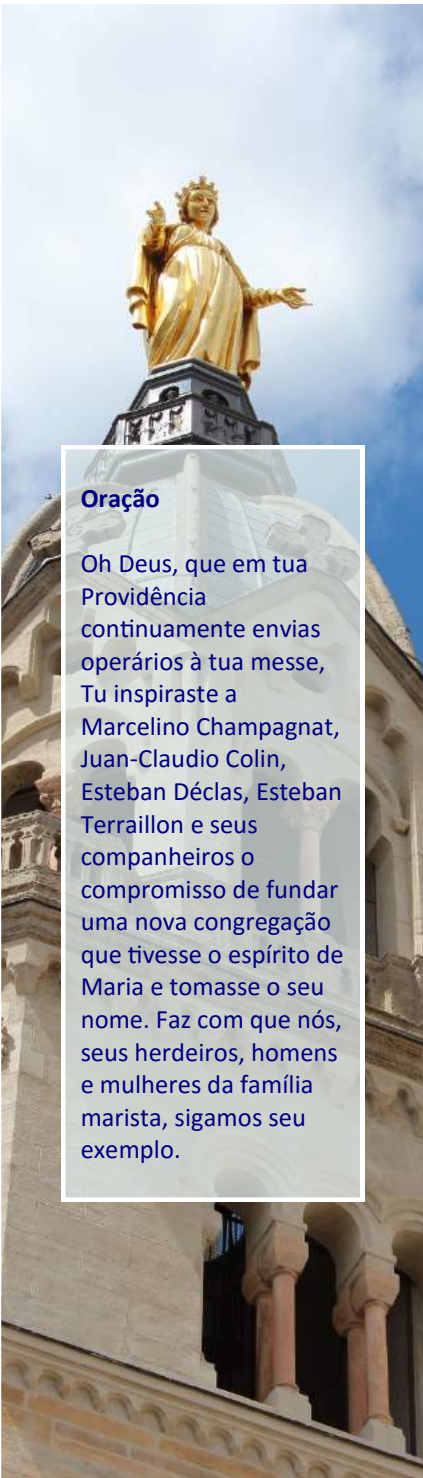 Oração
Oh Deus, que em tua
Providência
continuamente envias
operários à tua messe,
Tu inspiraste a
Marcelino Champagnat,
Juan-Claudio Colin,
Esteban Déclas, Esteban
Terraillon e seus
companheiros o
compromisso de fundar
uma nova congregação
que tivesse o espírito de
Maria e tomasse o seu
nome. Faz com que nós,
seus herdeiros, homens
e mulheres da família
marista, sigamos seu
exemplo.